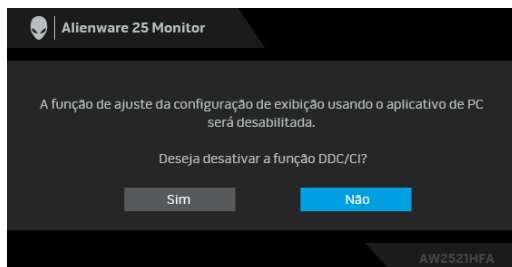 Alienware 25 Monitor
A função de ajuste da configuração de exibição usando o aplicativo de PC
será desabilitada.
Deseja desativar a função DDC/CI?
Sim
Não
AW2521HFA